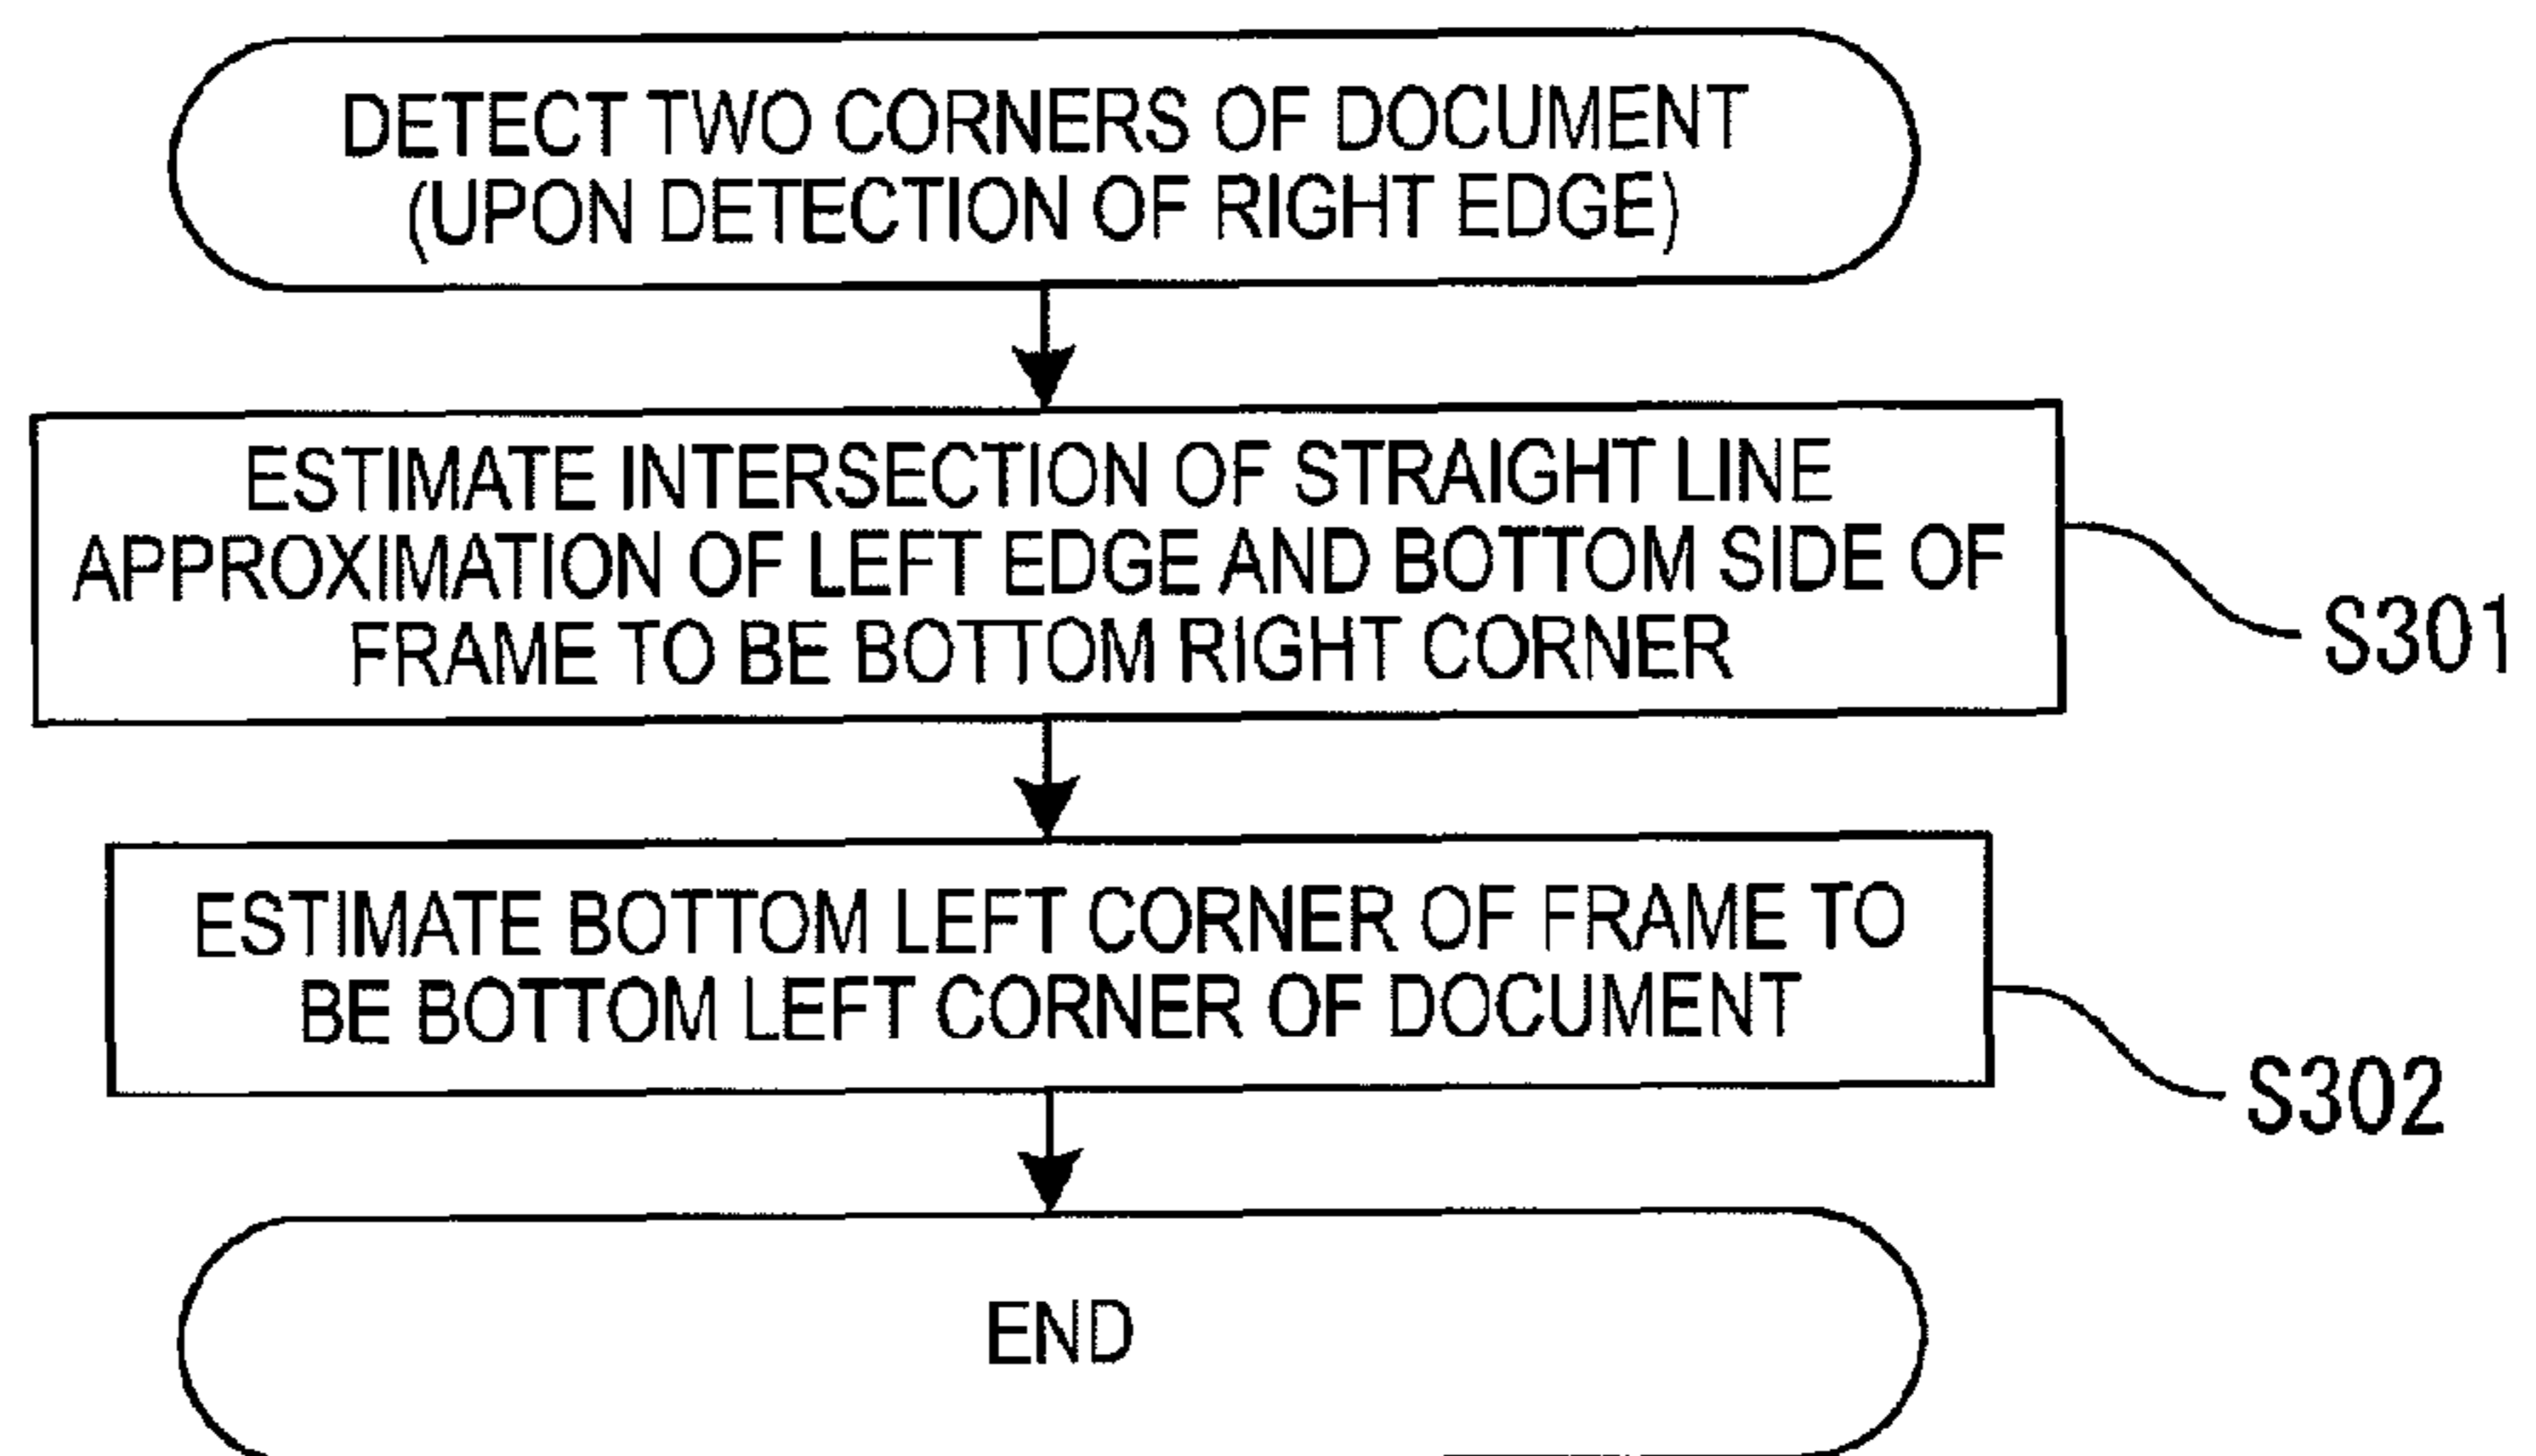 DETECT TWO CORNERS OF DOCUMENT
(UPON DETECTION OF RIGHT EDGE)
ESTIMATE INTERSECTION OF STRAIGHT LINE
APPROXIMATION OF LEFT EDGE AND BOTTOM SIDE OF
FRAME TO BE BOTTOM RIGHT CORNER
S301
ESTIMATE BOTTOM LEFT CORNER OF FRAME TO
BE BOTTOM LEFT CORNER OF DOCUMENT
S302
END